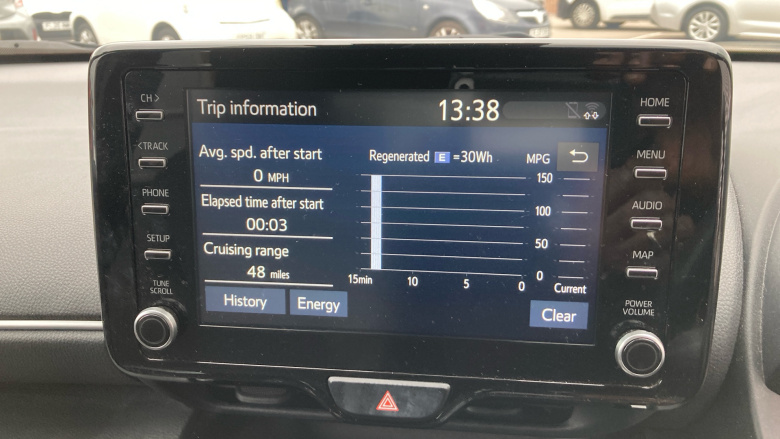 CH >
< TRACK
PHONE
SETUP
TUNE
SCROLL
Trip information
13:38
Avg. spd. after start
0 MPH
Elapsed time after start
00:03
Cruising range
48 miles
History
Energy
Regenerated E =30Wh
MPG
150
100
50
0
15min 10 5 0
Current
Clear
HOME
MENU
AUDIO
MAP
POWER
VOLUME